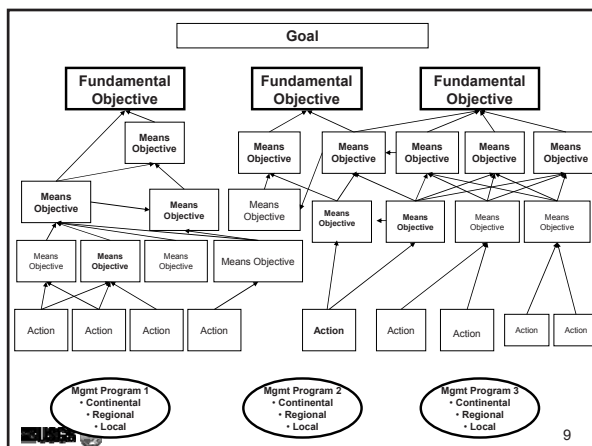 Goal
Fundamental
Objective
Fundamental
Objective
Fundamental
Objective
Means
Objective
Means
Objective
Means
Objective
Means
Objective
Means
Objective
Means
Objective
Means
Objective
Means
Objective
Means
Objective
Means
Objective
Means
Objective
Means
Objective
Means
Objective
Means
Objective
Means
Objective
Means
Objective
Means Objective
Action
Action
Action
Action
Action
Action
Action
Action
Action
Mgmt Program 1
• Continental
• Regional
• Local
Mgmt Program 2
• Continental
• Regional
• Local
Mgmt Program 3
• Continental
• Regional
• Local
USGS
9